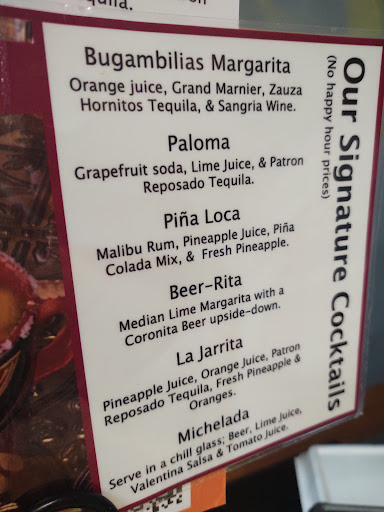 quila.
Our Signature Cocktails
(No happy hour prices)
Bugambilias Margarita
Orange juice, Grand Marnier, Zauza
Hornitos Tequila, & Sangria Wine.
Paloma
Grapefruit soda, Lime Juice, & Patron
Reposado Tequila.
Piña Loca
Malibu Rum, Pineapple Juice, Piña
Colada Mix, & Fresh Pineapple.
Beer-Rita
Median Lime Margarita with a
Coronita Beer upside-down.
La Jarrita
Pineapple Juice, Orange Juice, Patron
Reposado Tequila, Fresh Pineapple &
Oranges.
Michelada
Serve in a chill glass; Beer, Lime Juice,
Valentina Salsa & Tomato Juice.